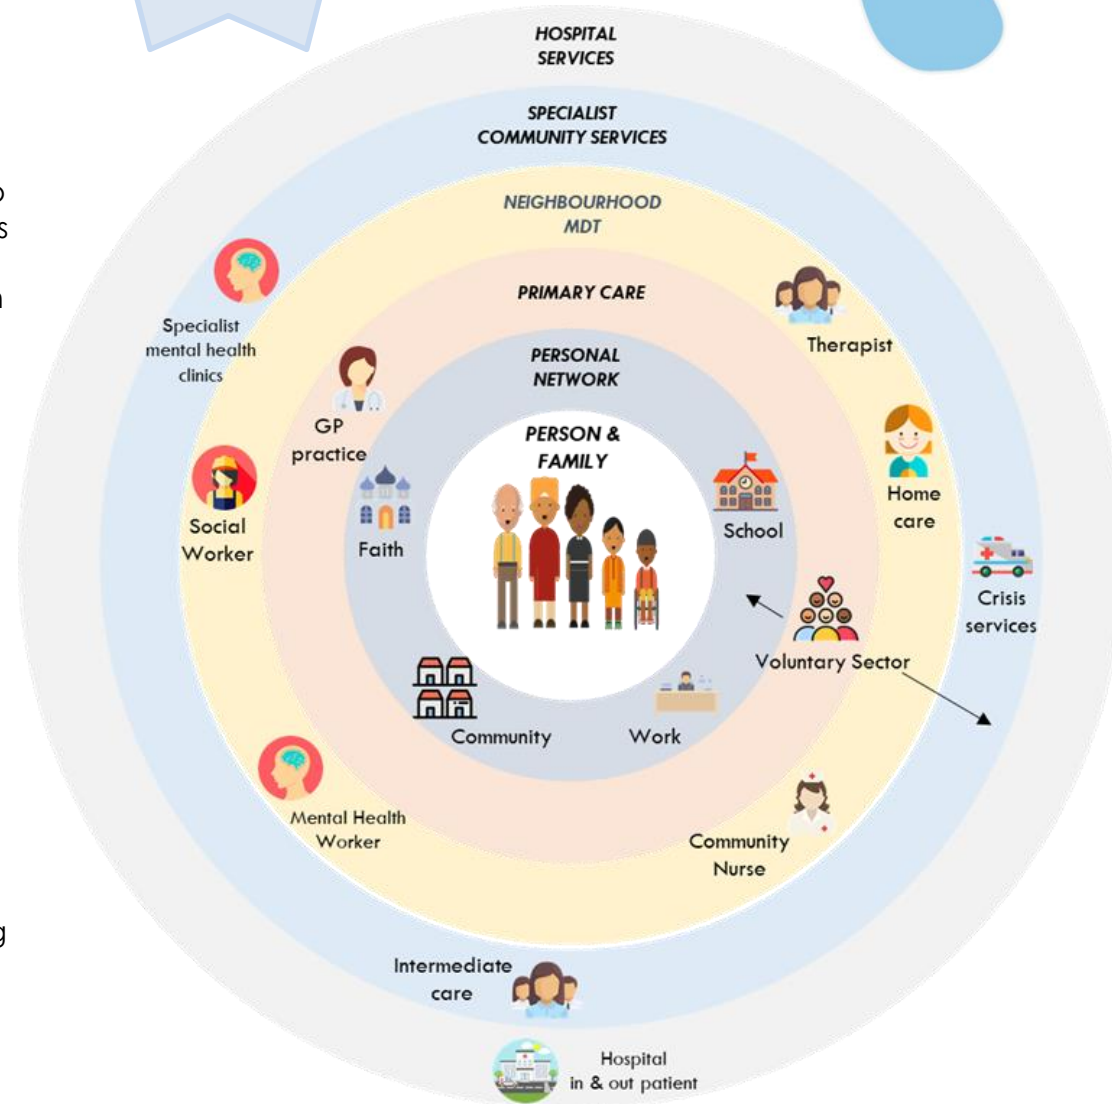 HOSPITAL
SERVICES
SPECIALIST
COMMUNITY SERVICES
NEIGHBOURHOOD
MDT
PRIMARY CARE
PERSONAL
NETWORK
PERSON &
FAMILY
Specialist
mental health
clinics
Therapist
GP
practice
Home
care
Social
Worker
Faith
School
Crisis
services
Voluntary Sector
Community
Work
Mental Health
Worker
Community
Nurse
Intermediate
care
Hospital
in & out patient